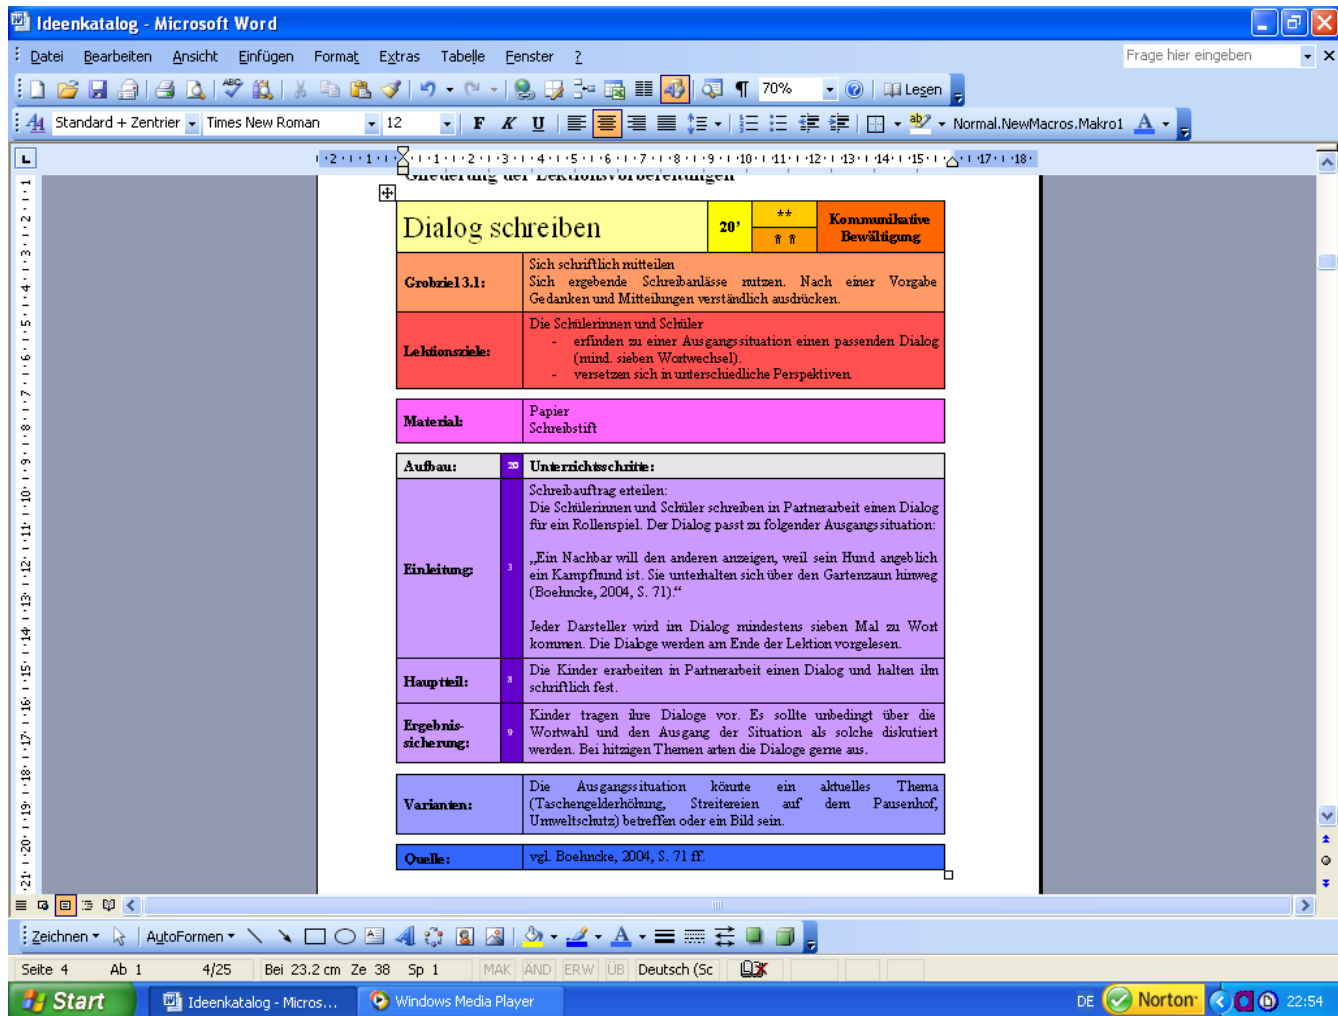 Ideenkatalog - Microsoft Word
Datei Bearbeiten Ansicht Einfügen Format Extras Tabelle Fenster ?
Frage hier eingeben
70% Lesen
Standard + Zentrier Times New Roman 12 F K U Normal.NewMacros.Makro1 A
Gliederung der Lektionsvorbereitungen
Dialog schreiben 20' ** Kommunikative Bewältigung
Grobziel 3.1:
Sich schriftlich mitteilen
Sich ergebende Schreibanlässe nutzen. Nach einer Vorgabe
Gedanken und Mitteilungen verständlich ausdrücken.
Lektionsziele:
Die Schülerinnen und Schüler
- erfinden zu einer Ausgangssituation einen passenden Dialog
(mind. sieben Wortwechsel).
- versetzen sich in unterschiedliche Perspektiven.
Material:
Papier
Schreibstift
Aufbau: 20 Unterrichtsschritte:
Einleitung: 3
Schreibauftrag erteilen:
Die Schülerinnen und Schüler schreiben in Partnerarbeit einen Dialog
für ein Rollenspiel. Der Dialog passt zu folgender Ausgangssituation:
„Ein Nachbar will den anderen anzeigen, weil sein Hund angeblich
ein Kampfhund ist. Sie unterhalten sich über den Gartenzaun hinweg
(Boehncke, 2004, S. 71).“
Jeder Darsteller wird im Dialog mindestens sieben Mal zu Wort
kommen. Die Dialoge werden am Ende der Lektion vorgelesen.
Hauptteil: 8
Die Kinder erarbeiten in Partnerarbeit einen Dialog und halten ihn
schriftlich fest.
Ergebnis-
sicherung: 9
Kinder tragen ihre Dialoge vor. Es sollte unbedingt über die
Wortwahl und den Ausgang der Situation als solche diskutiert
werden. Bei hitzigen Themen arten die Dialoge gerne aus.
Varianten:
Die Ausgangssituation könnte ein aktuelles Thema
(Taschengelderhöhung, Streitereien auf dem Pausenhof,
Umweltschutz) betreffen oder ein Bild sein.
Quelle: vgl. Boehncke, 2004, S. 71 ff.
Zeichnen AutoFormen
Seite 4 Ab 1 4/25 Bei 23.2 cm Ze 38 Sp 1 MAK ÄND ERW ÜB Deutsch (Sc
Start Ideenkatalog - Micros... Windows Media Player DE Norton 22:54